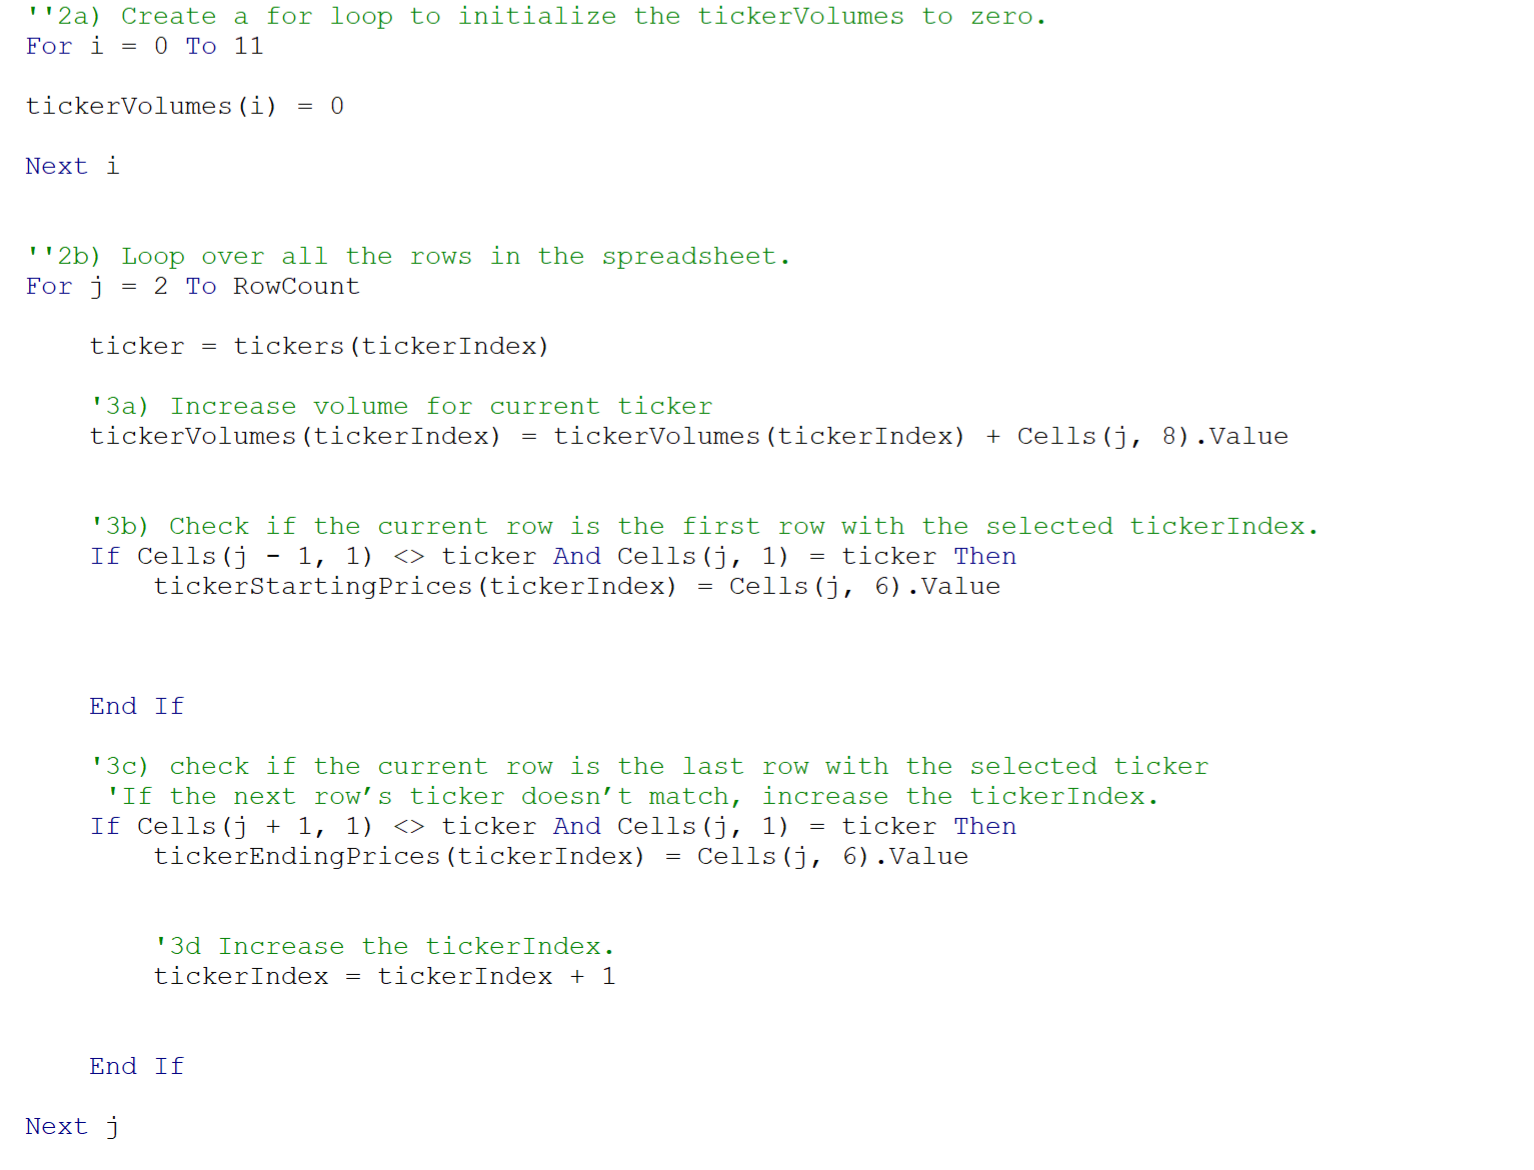 ''2a) Create a for loop to initialize the tickerVolumes to zero.
For i = 0 To 11
tickerVolumes(i) = 0
Next i
''2b) Loop over all the rows in the spreadsheet.
For j = 2 To RowCount
ticker = tickers(tickerIndex)
'3a) Increase volume for current ticker
tickerVolumes(tickerIndex) = tickerVolumes(tickerIndex) + Cells(j, 8).Value
'3b) Check if the current row is the first row with the selected tickerIndex.
If Cells(j - 1, 1) <> ticker And Cells(j, 1) = ticker Then
tickerStartingPrices(tickerIndex) = Cells(j, 6).Value
End If
'3c) check if the current row is the last row with the selected ticker
'If the next row’s ticker doesn’t match, increase the tickerIndex.
If Cells(j + 1, 1) <> ticker And Cells(j, 1) = ticker Then
tickerEndingPrices(tickerIndex) = Cells(j, 6).Value
'3d Increase the tickerIndex.
tickerIndex = tickerIndex + 1
End If
Next j